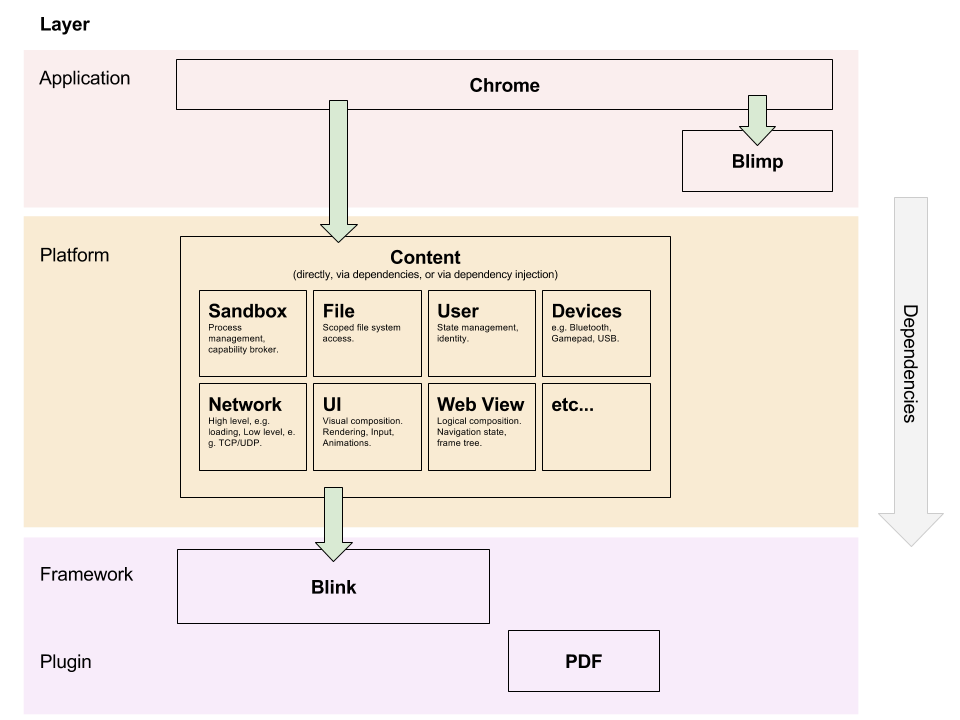 Layer
Application
Chrome
Blimp
Platform
Content
(directly, via dependencies, or via dependency injection)
Sandbox
Process
management,
capability broker.
File
Scoped file system
access.
User
State management,
identity.
Devices
e.g. Bluetooth,
Gamepad, USB.
Network
High level, e.g.
loading, Low level, e.
g. TCP/UDP.
UI
Visual composition.
Rendering, Input,
Animations.
Web View
Logical composition.
Navigation state,
frame tree.
etc...
Dependencies
Framework
Blink
Plugin
PDF